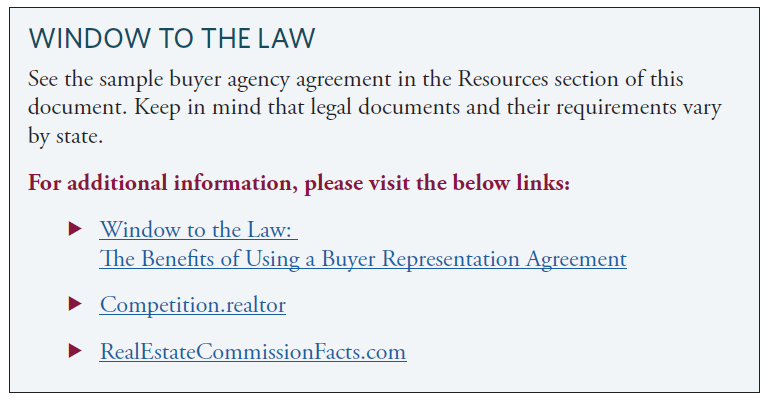 WINDOW TO THE LAW
See the sample buyer agency agreement in the Resources section of this
document. Keep in mind that legal documents and their requirements vary
by state.
For additional information, please visit the below links:
Window to the Law:
The Benefits of Using a Buyer Representation Agreement
Competition.realtor
RealEstateCommissionFacts.com